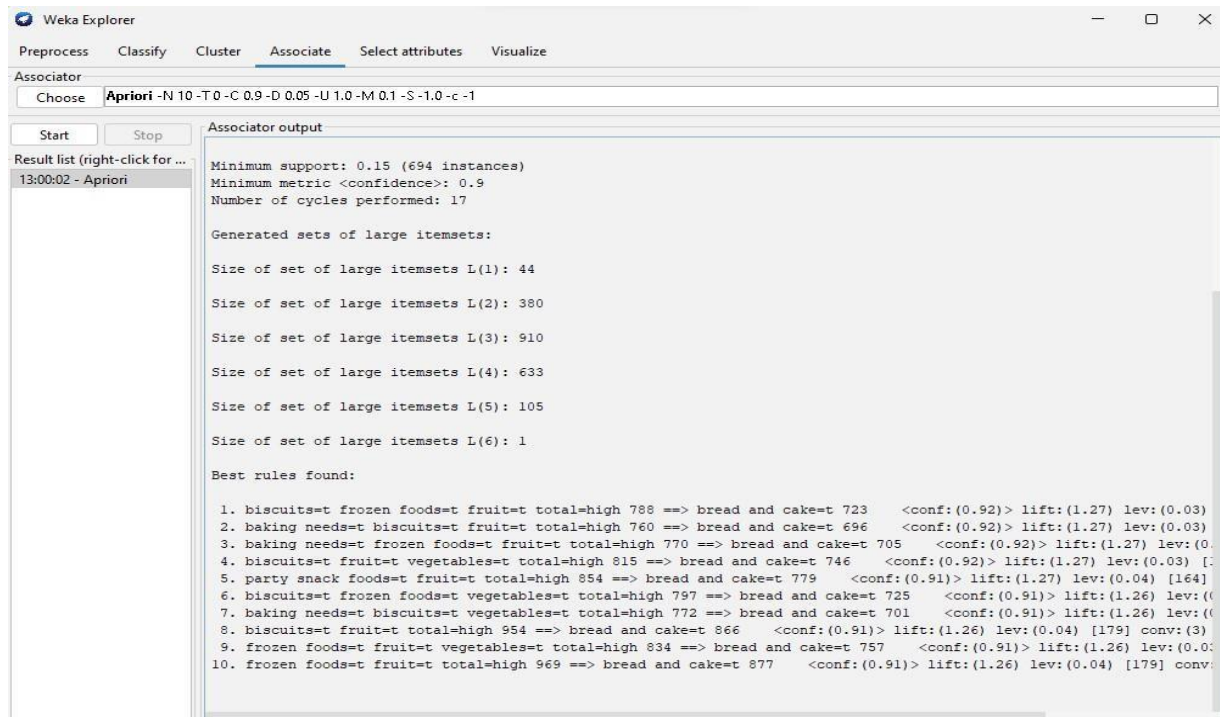 Weka Explorer
Preprocess Classify Cluster Associate Select attributes Visualize
Associator
Choose Apriori -N 10 -T 0 -C 0.9 -D 0.05 -U 1.0 -M 0.1 -S -1.0 -c -1
Start Stop
Result list (right-click for ...
13:00:02 - Apriori
Associator output
Minimum support: 0.15 (694 instances)
Minimum metric <confidence>: 0.9
Number of cycles performed: 17
Generated sets of large itemsets:
Size of set of large itemsets L(1): 44
Size of set of large itemsets L(2): 380
Size of set of large itemsets L(3): 910
Size of set of large itemsets L(4): 633
Size of set of large itemsets L(5): 105
Size of set of large itemsets L(6): 1
Best rules found:
1. biscuits=t frozen foods=t fruit=t total=high 788 ==> bread and cake=t 723 <conf:(0.92)> lift:(1.27) lev:(0.03)
2. baking needs=t biscuits=t fruit=t total=high 760 ==> bread and cake=t 696 <conf:(0.92)> lift:(1.27) lev:(0.03)
3. baking needs=t frozen foods=t fruit=t total=high 770 ==> bread and cake=t 705 <conf:(0.92)> lift:(1.27) lev:(0.
4. biscuits=t fruit=t vegetables=t total=high 815 ==> bread and cake=t 746 <conf:(0.92)> lift:(1.27) lev:(0.03) [
5. party snack foods=t fruit=t total=high 854 ==> bread and cake=t 779 <conf:(0.91)> lift:(1.27) lev:(0.04) [164]
6. biscuits=t frozen foods=t vegetables=t total=high 797 ==> bread and cake=t 725 <conf:(0.91)> lift:(1.26) lev:(
7. baking needs=t biscuits=t vegetables=t total=high 772 ==> bread and cake=t 701 <conf:(0.91)> lift:(1.26) lev:(
8. biscuits=t fruit=t total=high 954 ==> bread and cake=t 866 <conf:(0.91)> lift:(1.26) lev:(0.04) [179] conv:(3)
9. frozen foods=t fruit=t vegetables=t total=high 834 ==> bread and cake=t 757 <conf:(0.91)> lift:(1.26) lev:(0.0
10. frozen foods=t fruit=t total=high 969 ==> bread and cake=t 877 <conf:(0.91)> lift:(1.26) lev:(0.04) [179] conv